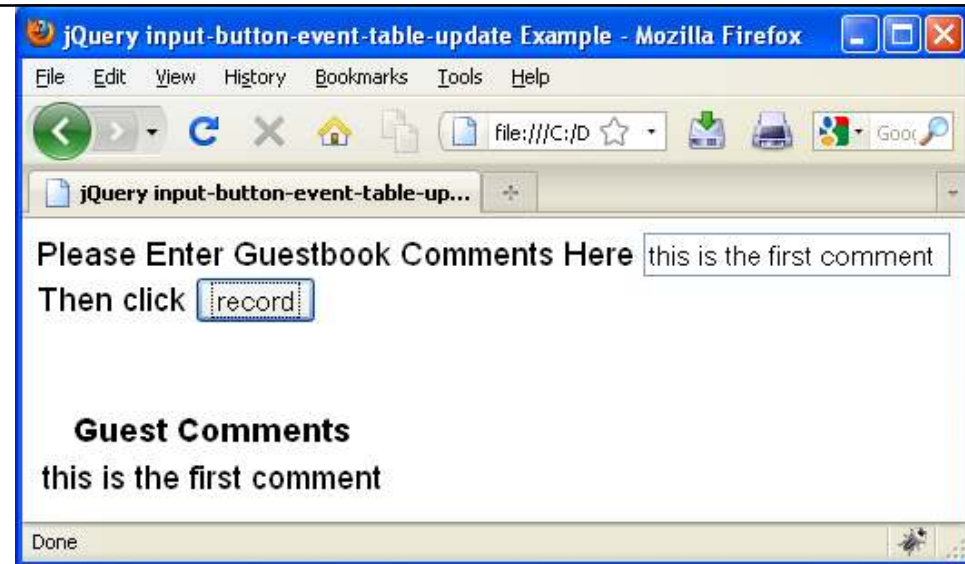 jQuery input-button-event-table-update Example - Mozilla Firefox
File Edit View History Bookmarks Tools Help
file:///C:/D
jQuery input-button-event-table-up...
Please Enter Guestbook Comments Here this is the first comment
Then click record
Guest Comments
this is the first comment
Done